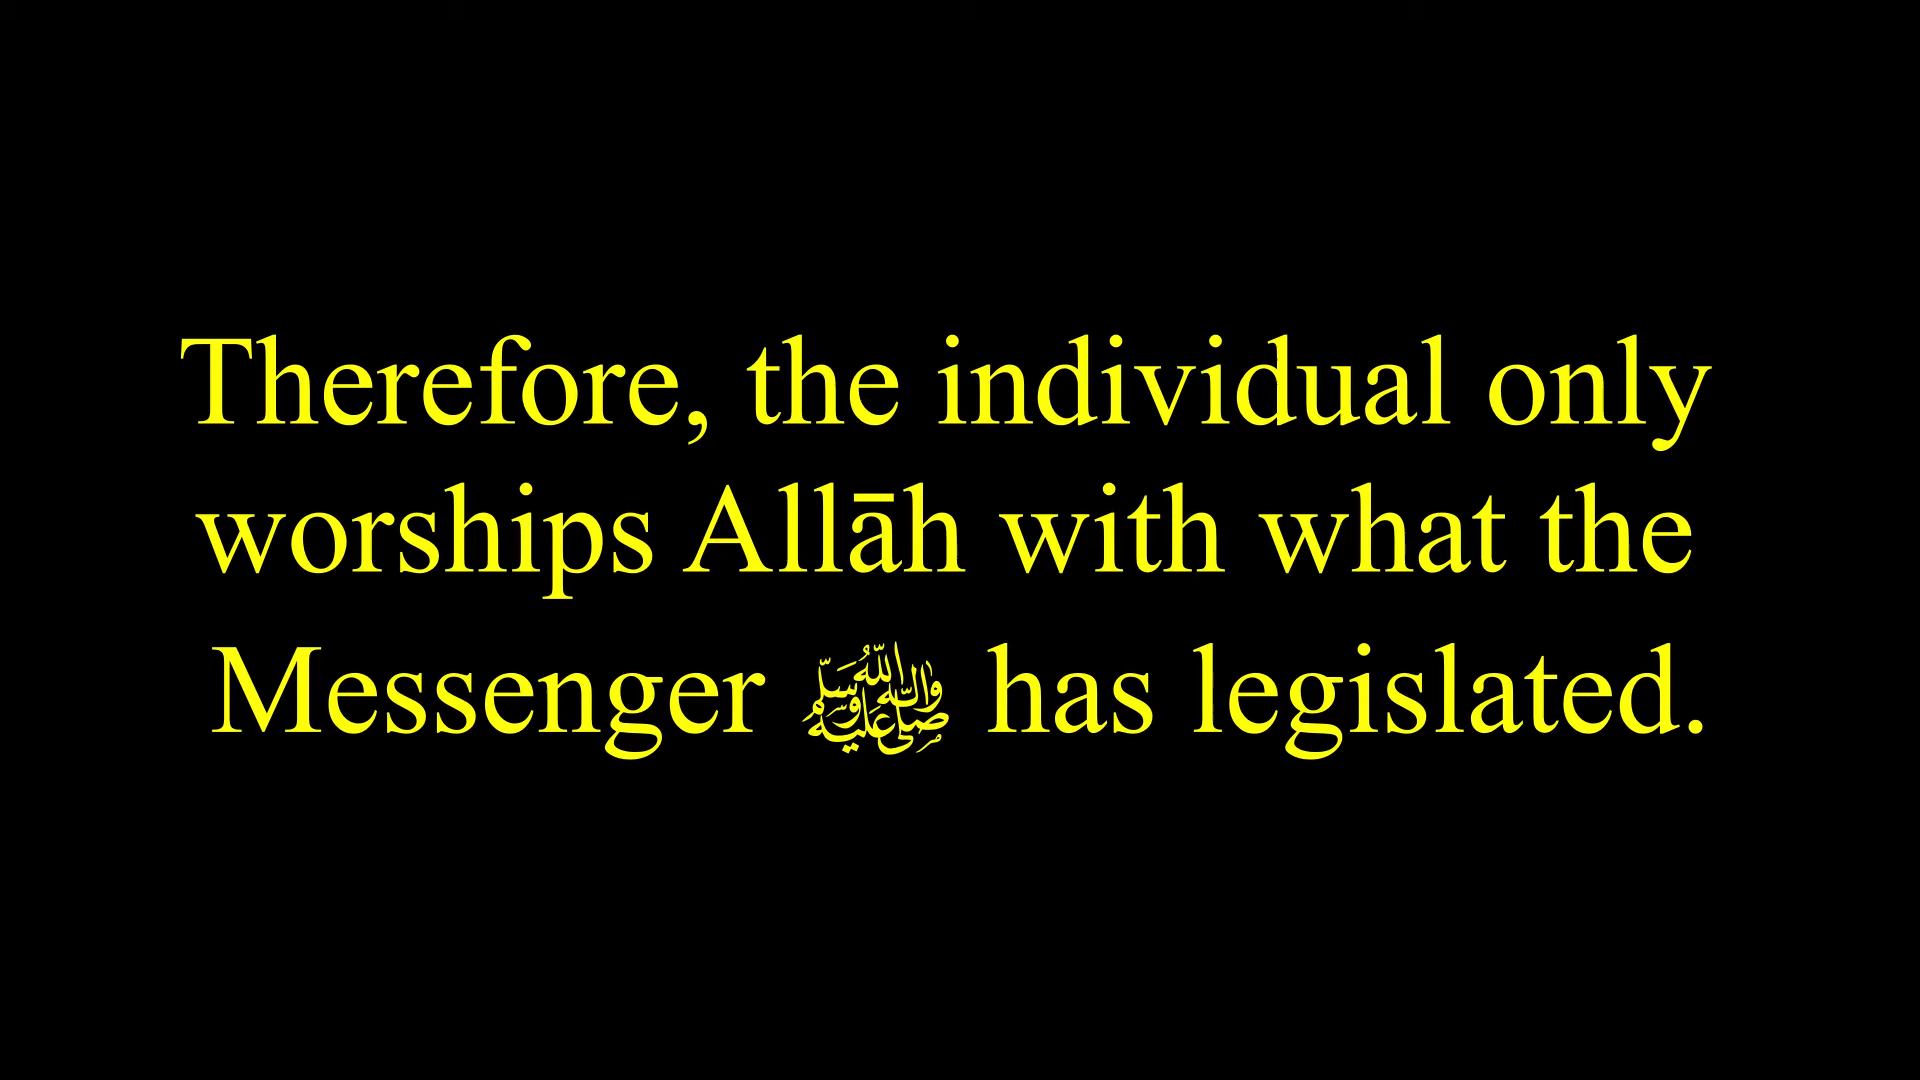 Therefore, the individual only
worships Allāh with what the
Messenger ﷺ has legislated.